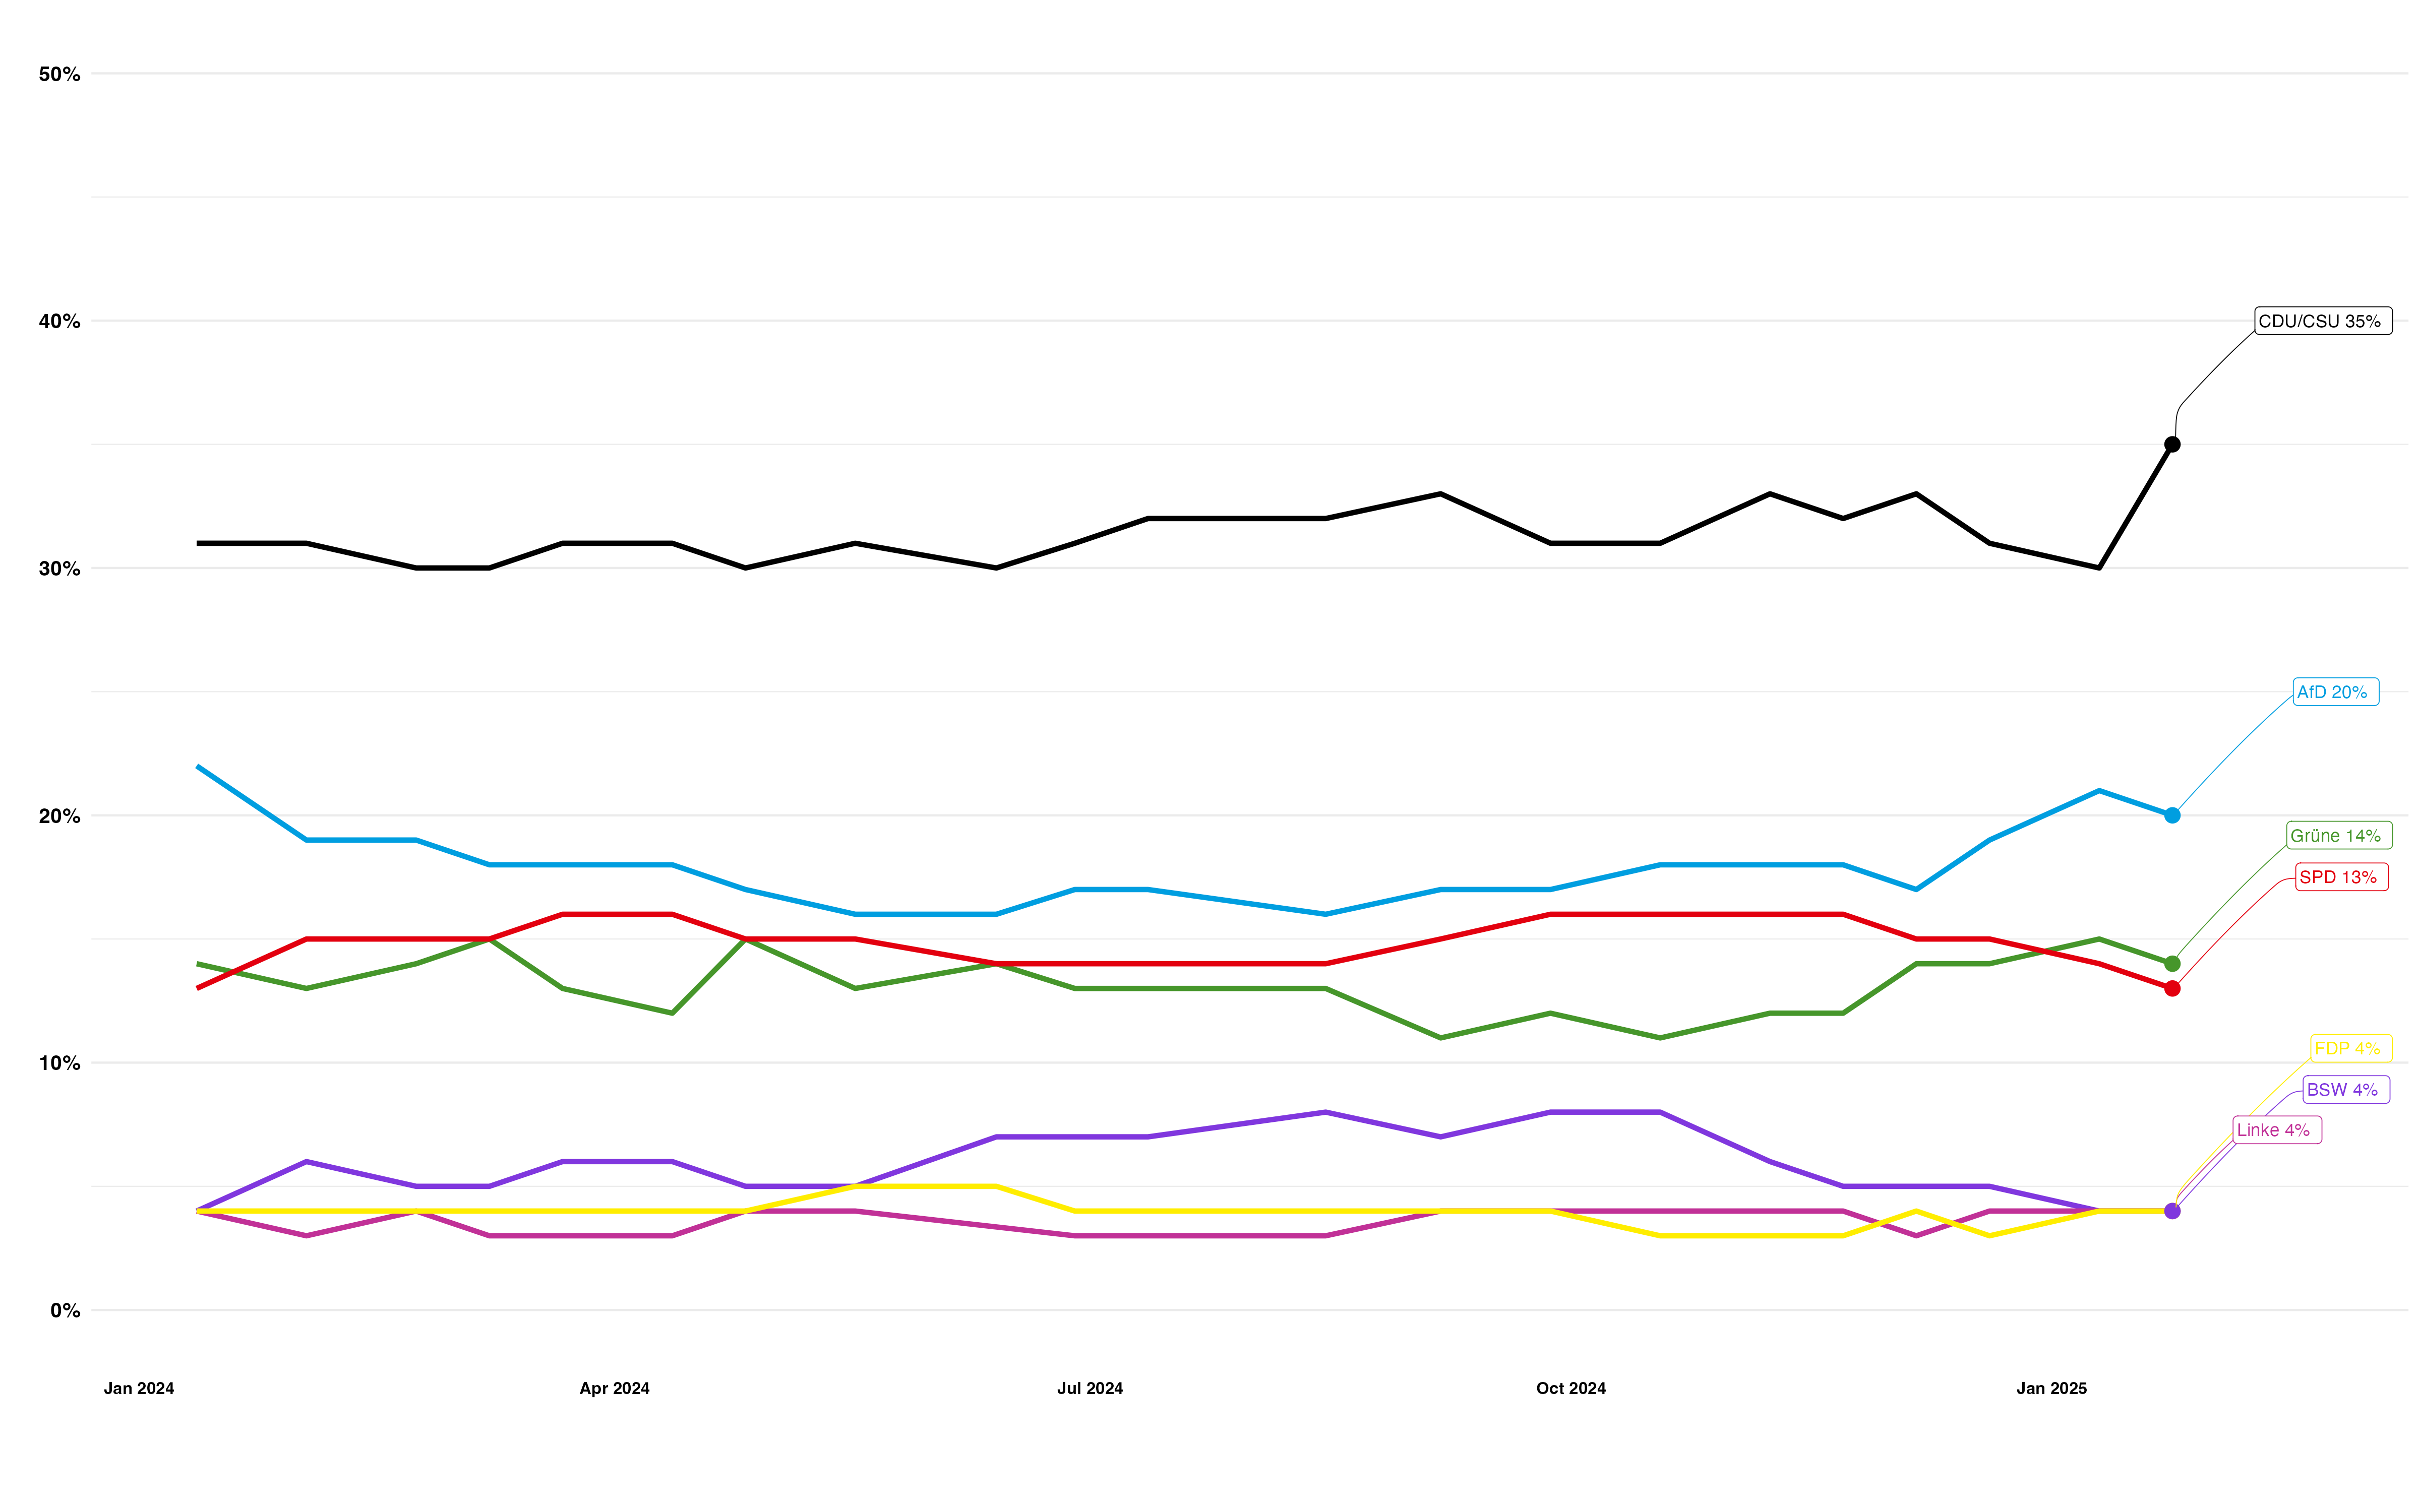 50%
40%
30%
20%
10%
0%
CDU/CSU 35%
AfD 20%
Grüne 14%
SPD 13%
FDP 4%
BSW 4%
Linke 4%
Jan 2024
Apr 2024
Jul 2024
Oct 2024
Jan 2025